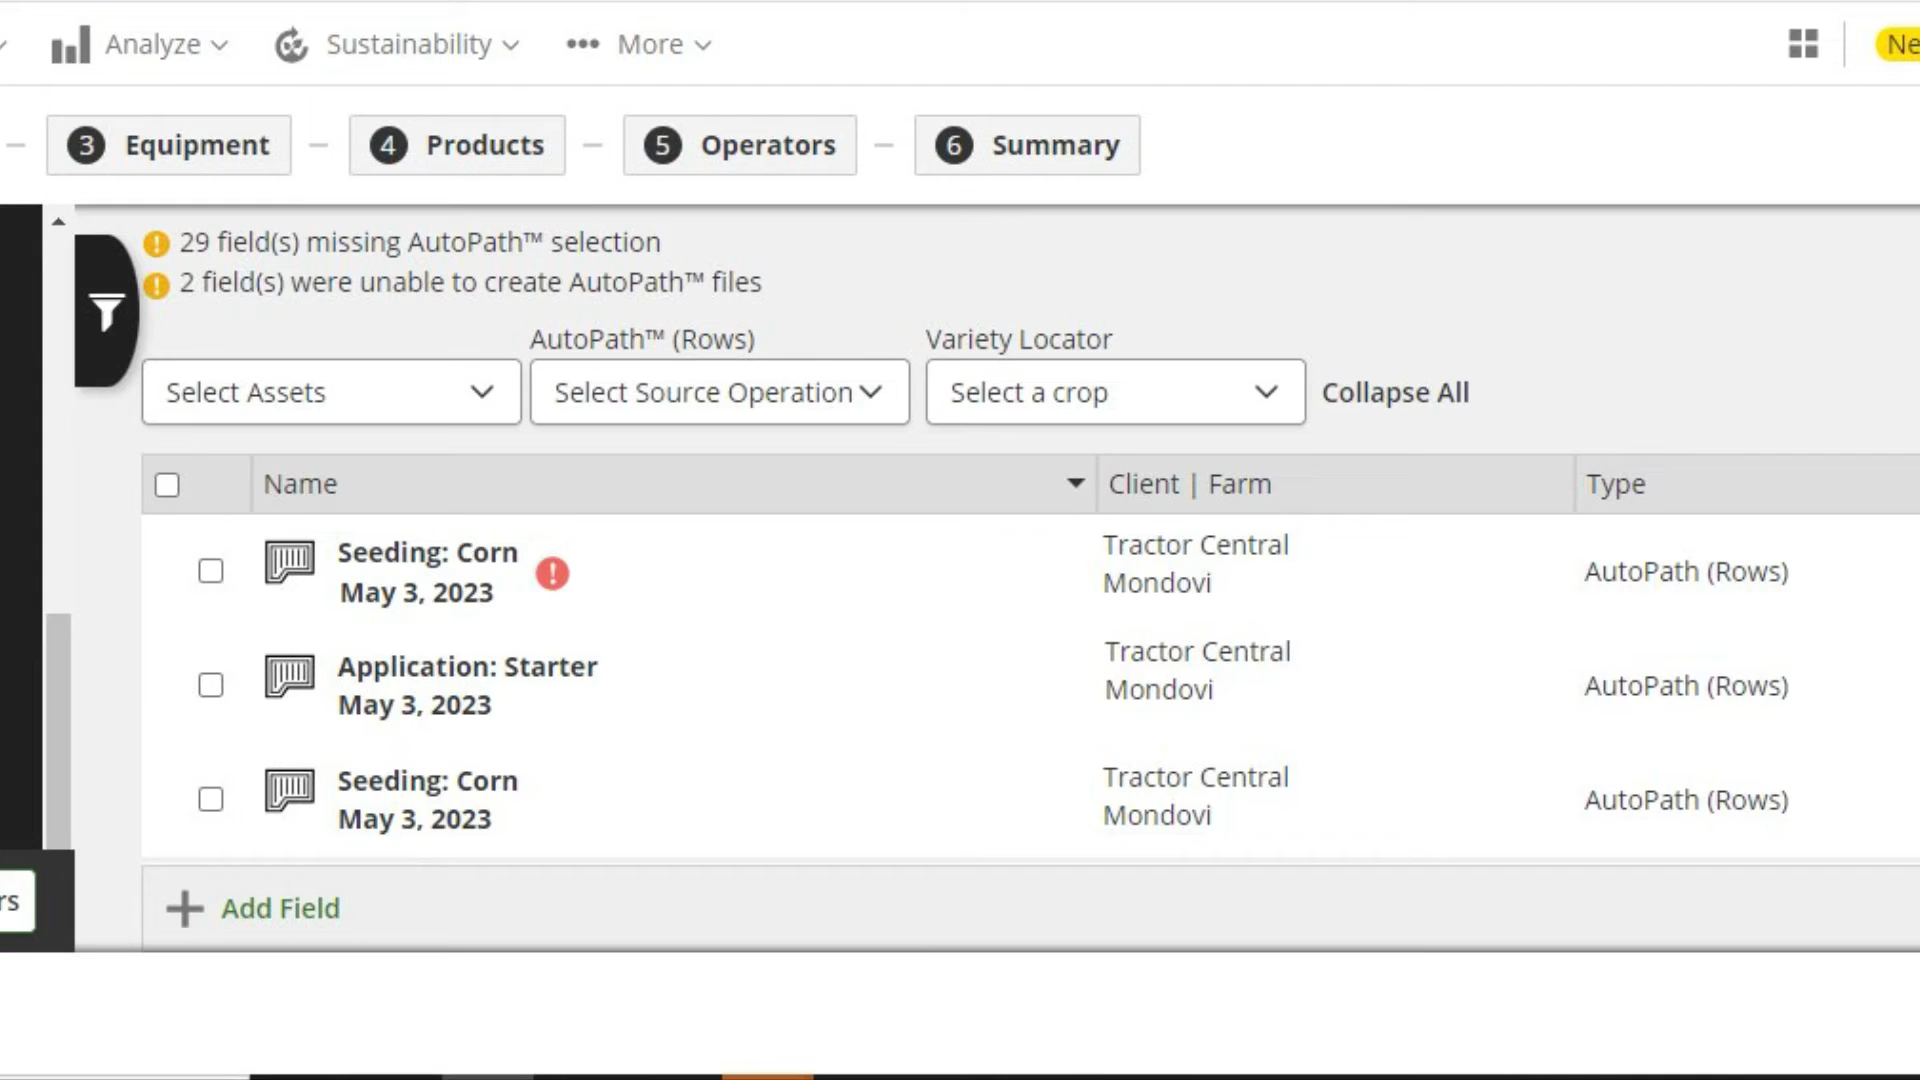 Analyze
Sustainability
More
3 Equipment
4 Products
5 Operators
6 Summary
29 field(s) missing AutoPath™ selection
2 field(s) were unable to create AutoPath™ files
AutoPath™ (Rows)
Variety Locator
Select Assets
Select Source Operation
Select a crop
Collapse All
Name
Client | Farm
Type
Seeding: Corn
May 3, 2023
Tractor Central
Mondovi
AutoPath (Rows)
Application: Starter
May 3, 2023
Tractor Central
Mondovi
AutoPath (Rows)
Seeding: Corn
May 3, 2023
Tractor Central
Mondovi
AutoPath (Rows)
Add Field